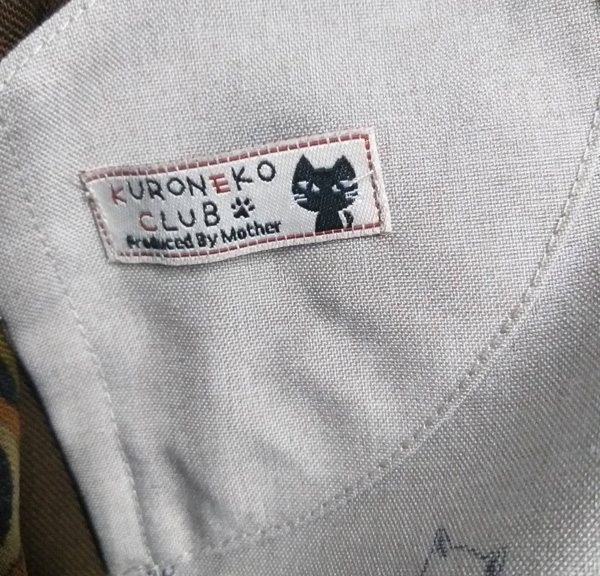 KURONEKO
CLUB
Produced By Mother